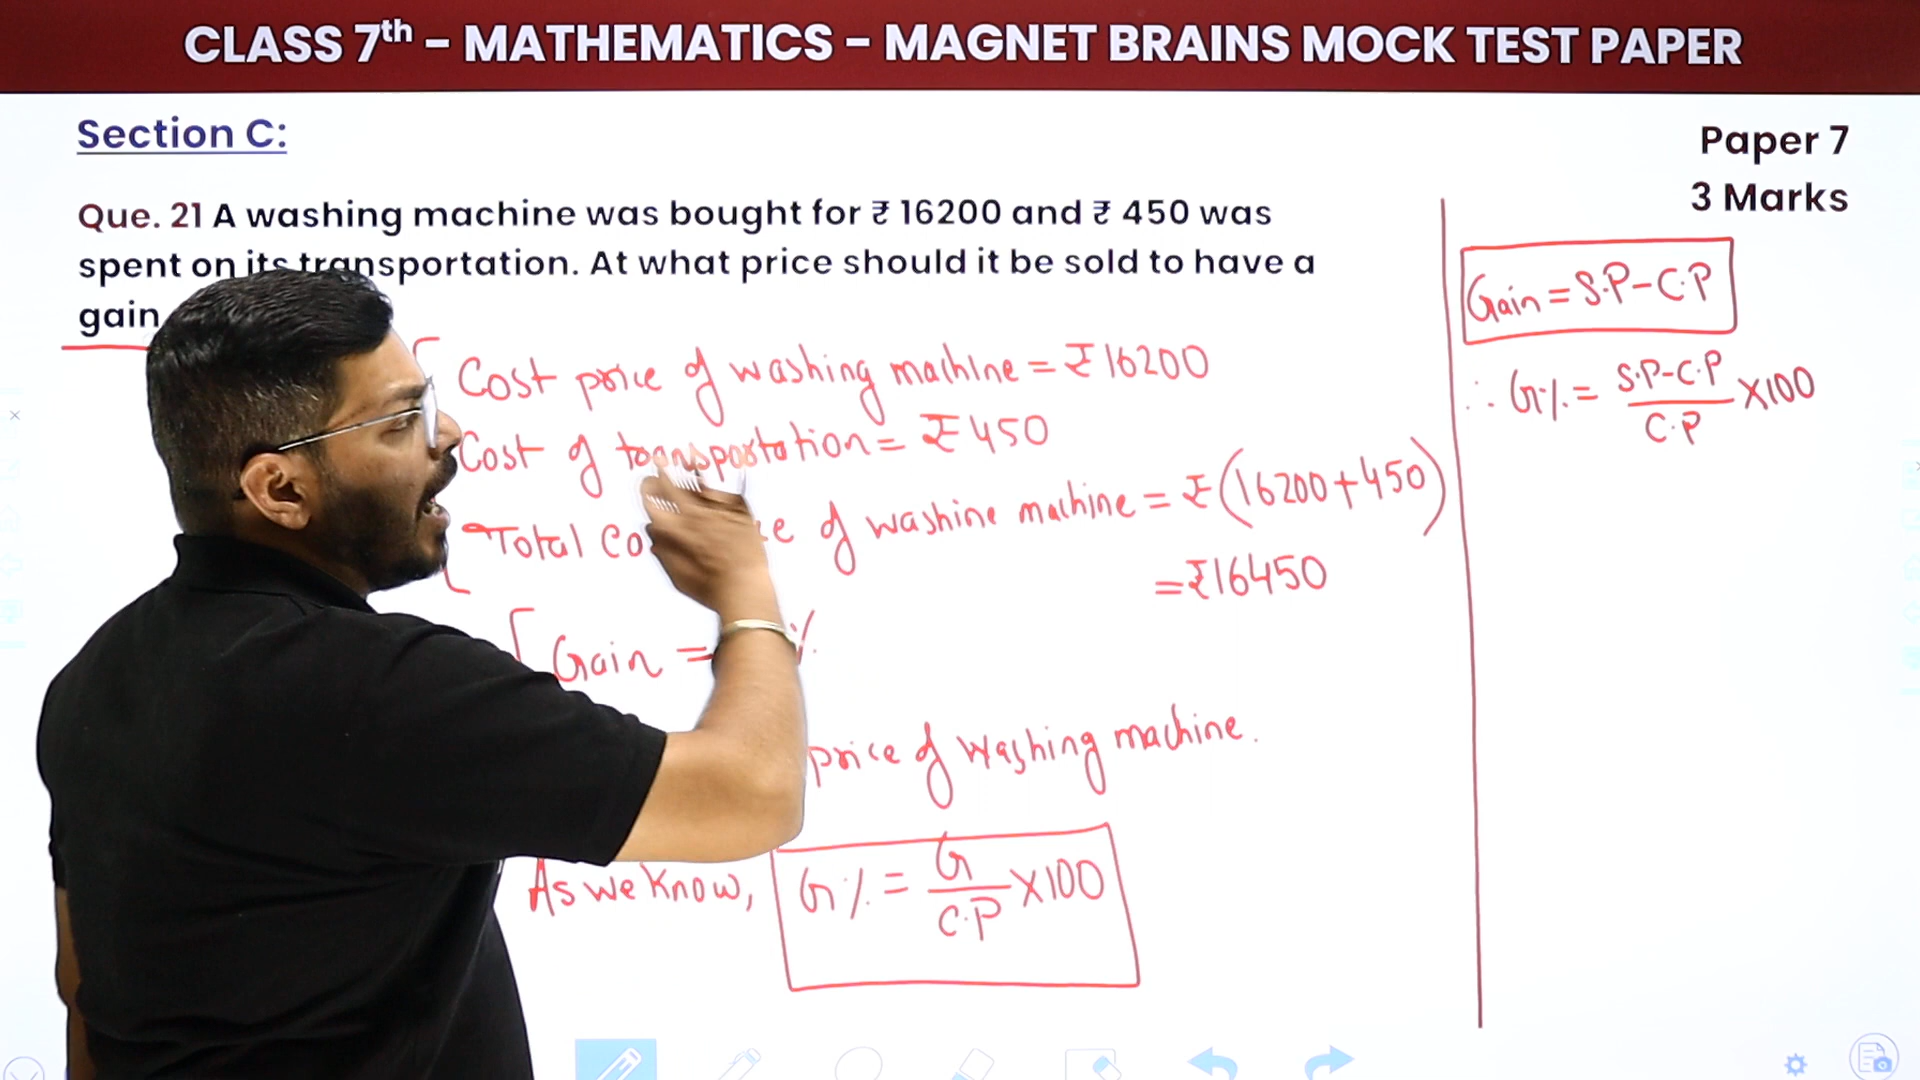 CLASS 7th – MATHEMATICS – MAGNET BRAINS MOCK TEST PAPER
Section C:
Paper 7
3 Marks
Que. 21 A washing machine was bought for ₹ 16200 and ₹ 450 was
spent on its transportation. At what price should it be sold to have a
gain
Cost price of washing machine = ₹16200
Cost of transportation = ₹450
Total of washine machine = ₹(16200+450)
= ₹16450
Gain = %
price of washing machine.
As we know, G% = G/C.P ×100
Gain = S.P – C.P
∴ G% = S.P–C.P/C.P ×100